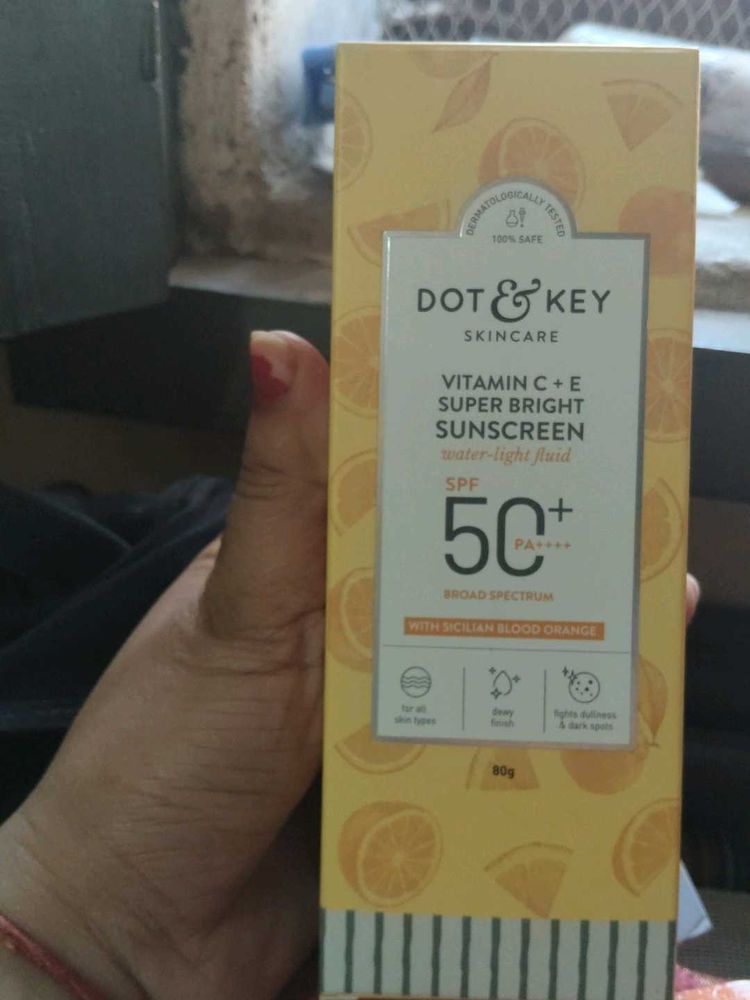 DERMATOLOGICALLY TESTED
100% SAFE
DOT & KEY
SKINCARE
VITAMIN C + E
SUPER BRIGHT
SUNSCREEN
water-light fluid
SPF
50+
PA++++
BROAD SPECTRUM
WITH SICILIAN BLOOD ORANGE
for all
skin types
dewy
finish
fights dullness
& dark spots
80g